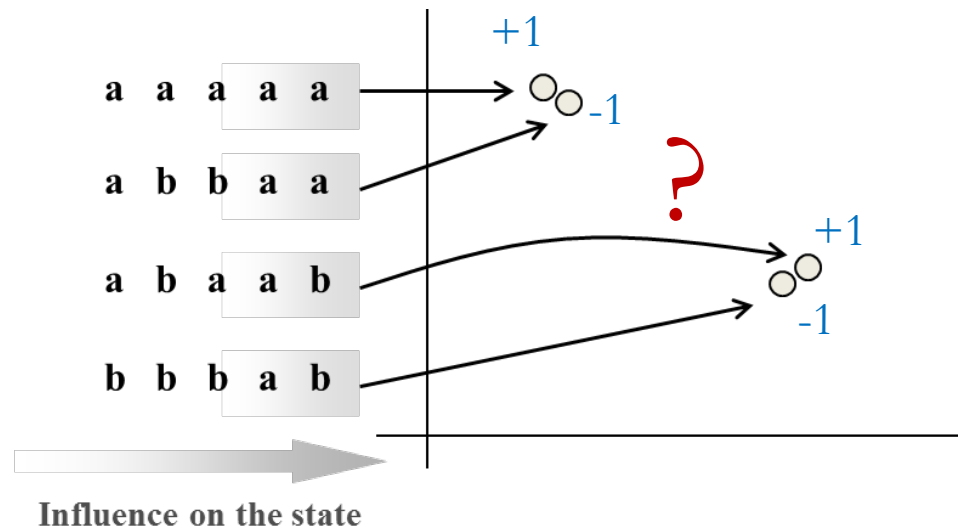 +1
a a a a a
-1
?
a b b a a
+1
a b a a b
-1
b b b a b
Influence on the state